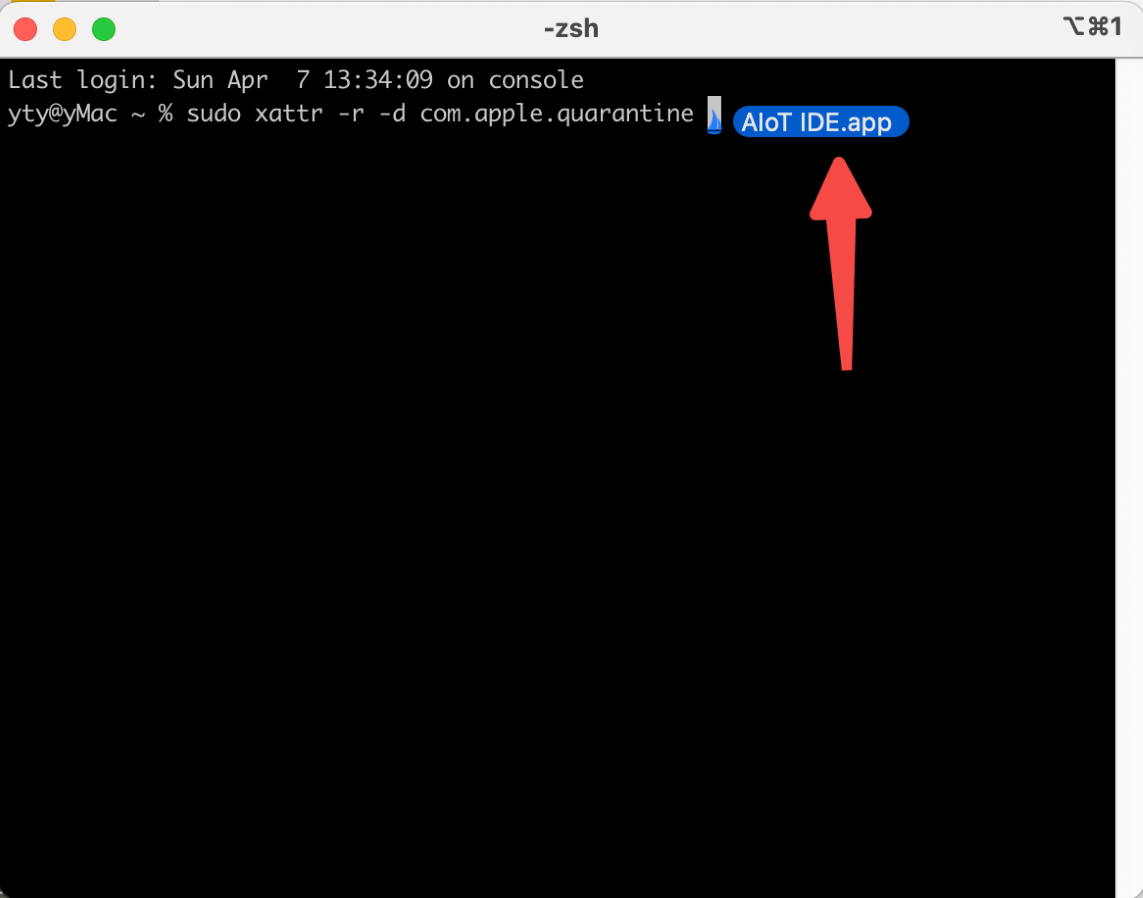 -zsh
⌥⌘1
Last login: Sun Apr  7 13:34:09 on console
yty@yMac ~ % sudo xattr -r -d com.apple.quarantine AIoT IDE.app